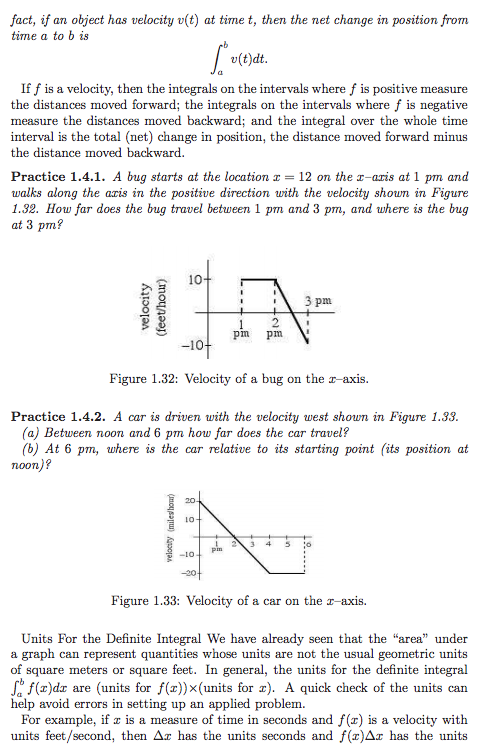 fact, if an object has velocity v(t) at time t, then the net change in position from
time a to b is
∫_a^b v(t)dt.
If f is a velocity, then the integrals on the intervals where f is positive measure
the distances moved forward; the integrals on the intervals where f is negative
measure the distances moved backward; and the integral over the whole time
interval is the total (net) change in position, the distance moved forward minus
the distance moved backward.
Practice 1.4.1. A bug starts at the location x = 12 on the x-axis at 1 pm and
walks along the axis in the positive direction with the velocity shown in Figure
1.32. How far does the bug travel between 1 pm and 3 pm, and where is the bug
at 3 pm?
velocity
(feet/hour)
10
3 pm
1 2
pm pm
-10
Figure 1.32: Velocity of a bug on the x-axis.
Practice 1.4.2. A car is driven with the velocity west shown in Figure 1.33.
(a) Between noon and 6 pm how far does the car travel?
(b) At 6 pm, where is the car relative to its starting point (its position at
noon)?
velocity (miles/hour)
20
10
1 2 3 4 5 6
pm
-10
-20
Figure 1.33: Velocity of a car on the x-axis.
Units For the Definite Integral We have already seen that the “area” under
a graph can represent quantities whose units are not the usual geometric units
of square meters or square feet. In general, the units for the definite integral
∫_a^b f(x)dx are (units for f(x))×(units for x). A quick check of the units can
help avoid errors in setting up an applied problem.
For example, if x is a measure of time in seconds and f(x) is a velocity with
units feet/second, then Δx has the units seconds and f(x)Δx has the units